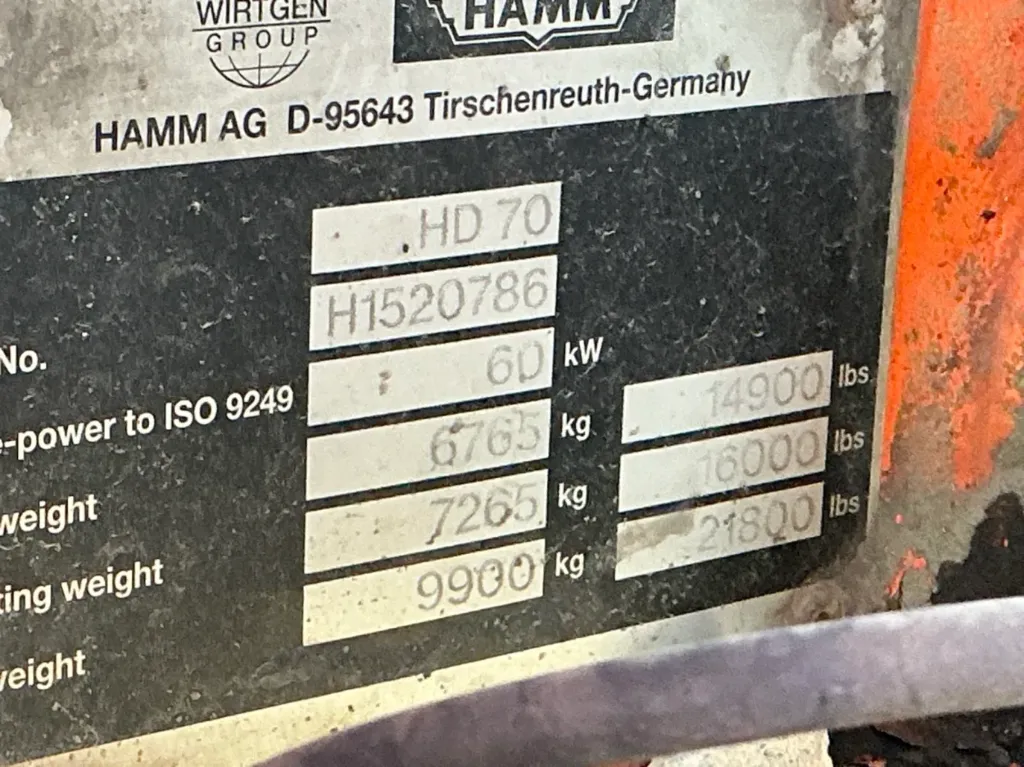 WIRTGEN
GROUP
HAMM
HAMM AG D-95643 Tirschenreuth-Germany
HD 70
No. H1520786
-power to ISO 9249 60 kW
weight 6765 kg 14900 lbs
ting weight 7265 kg 16000 lbs
weight 9900 kg 21800 lbs